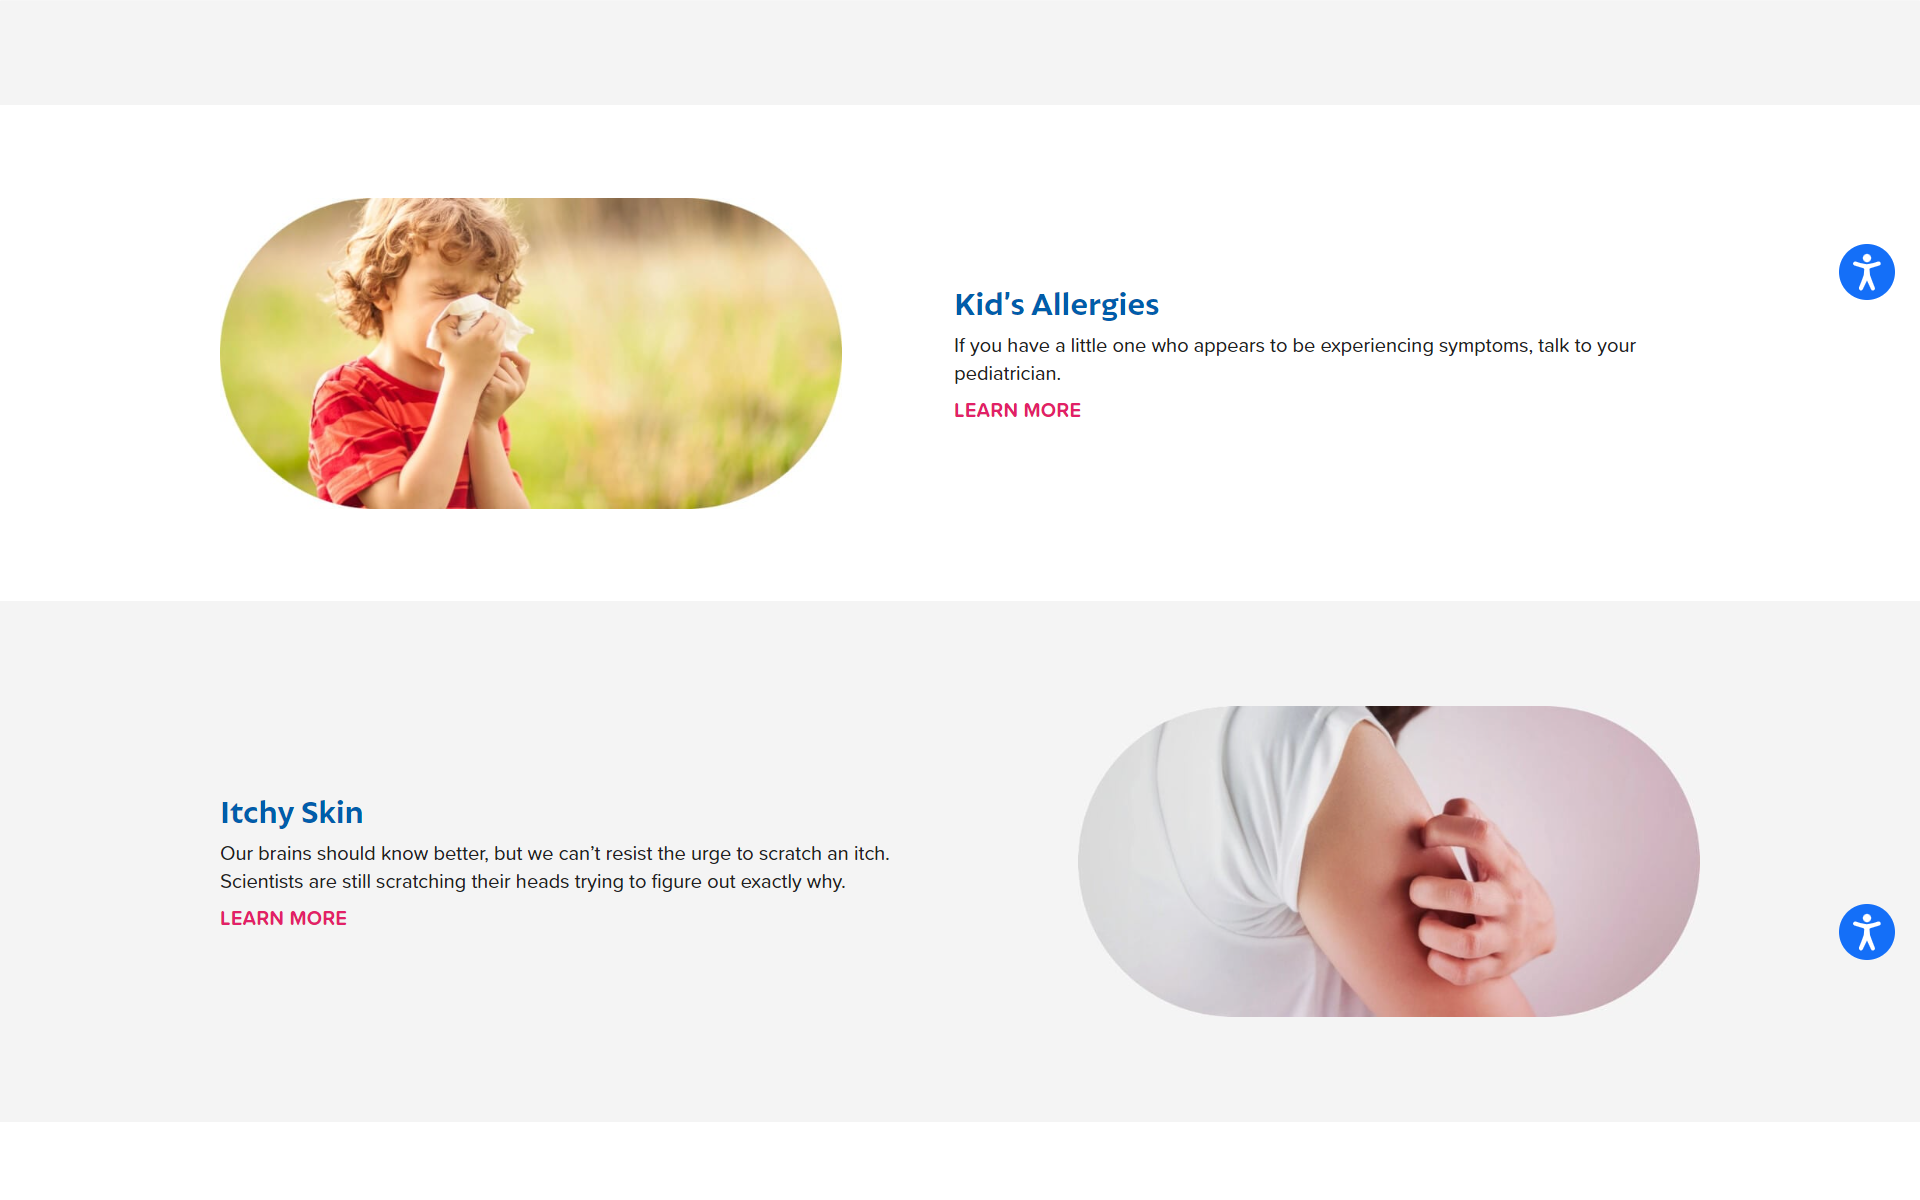 Kid's Allergies
If you have a little one who appears to be experiencing symptoms, talk to your
pediatrician.
LEARN MORE
Itchy Skin
Our brains should know better, but we can’t resist the urge to scratch an itch.
Scientists are still scratching their heads trying to figure out exactly why.
LEARN MORE